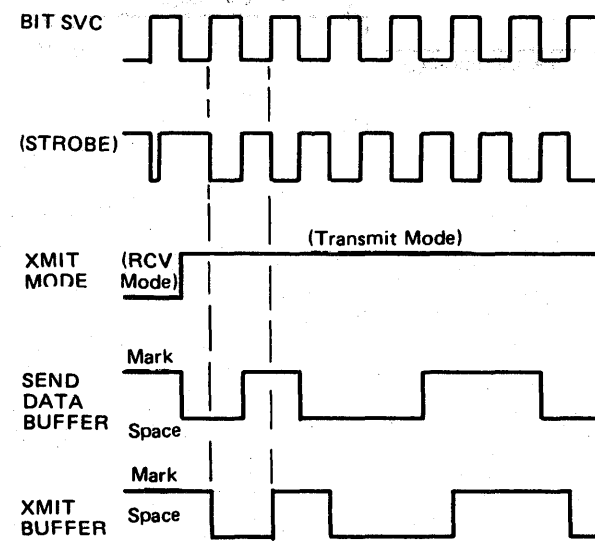 BIT SVC
(STROBE)
(Transmit Mode)
XMIT
MODE
(RCV
Mode)
Mark
SEND
DATA
BUFFER
Space
Mark
XMIT
BUFFER
Space